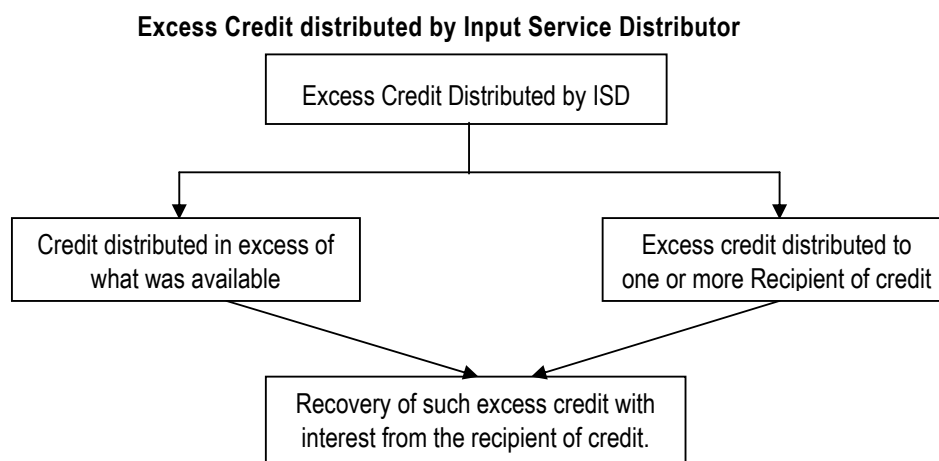 Excess Credit distributed by Input Service Distributor
Excess Credit Distributed by ISD
Credit distributed in excess of
what was available
Excess credit distributed to
one or more Recipient of credit
Recovery of such excess credit with
interest from the recipient of credit.